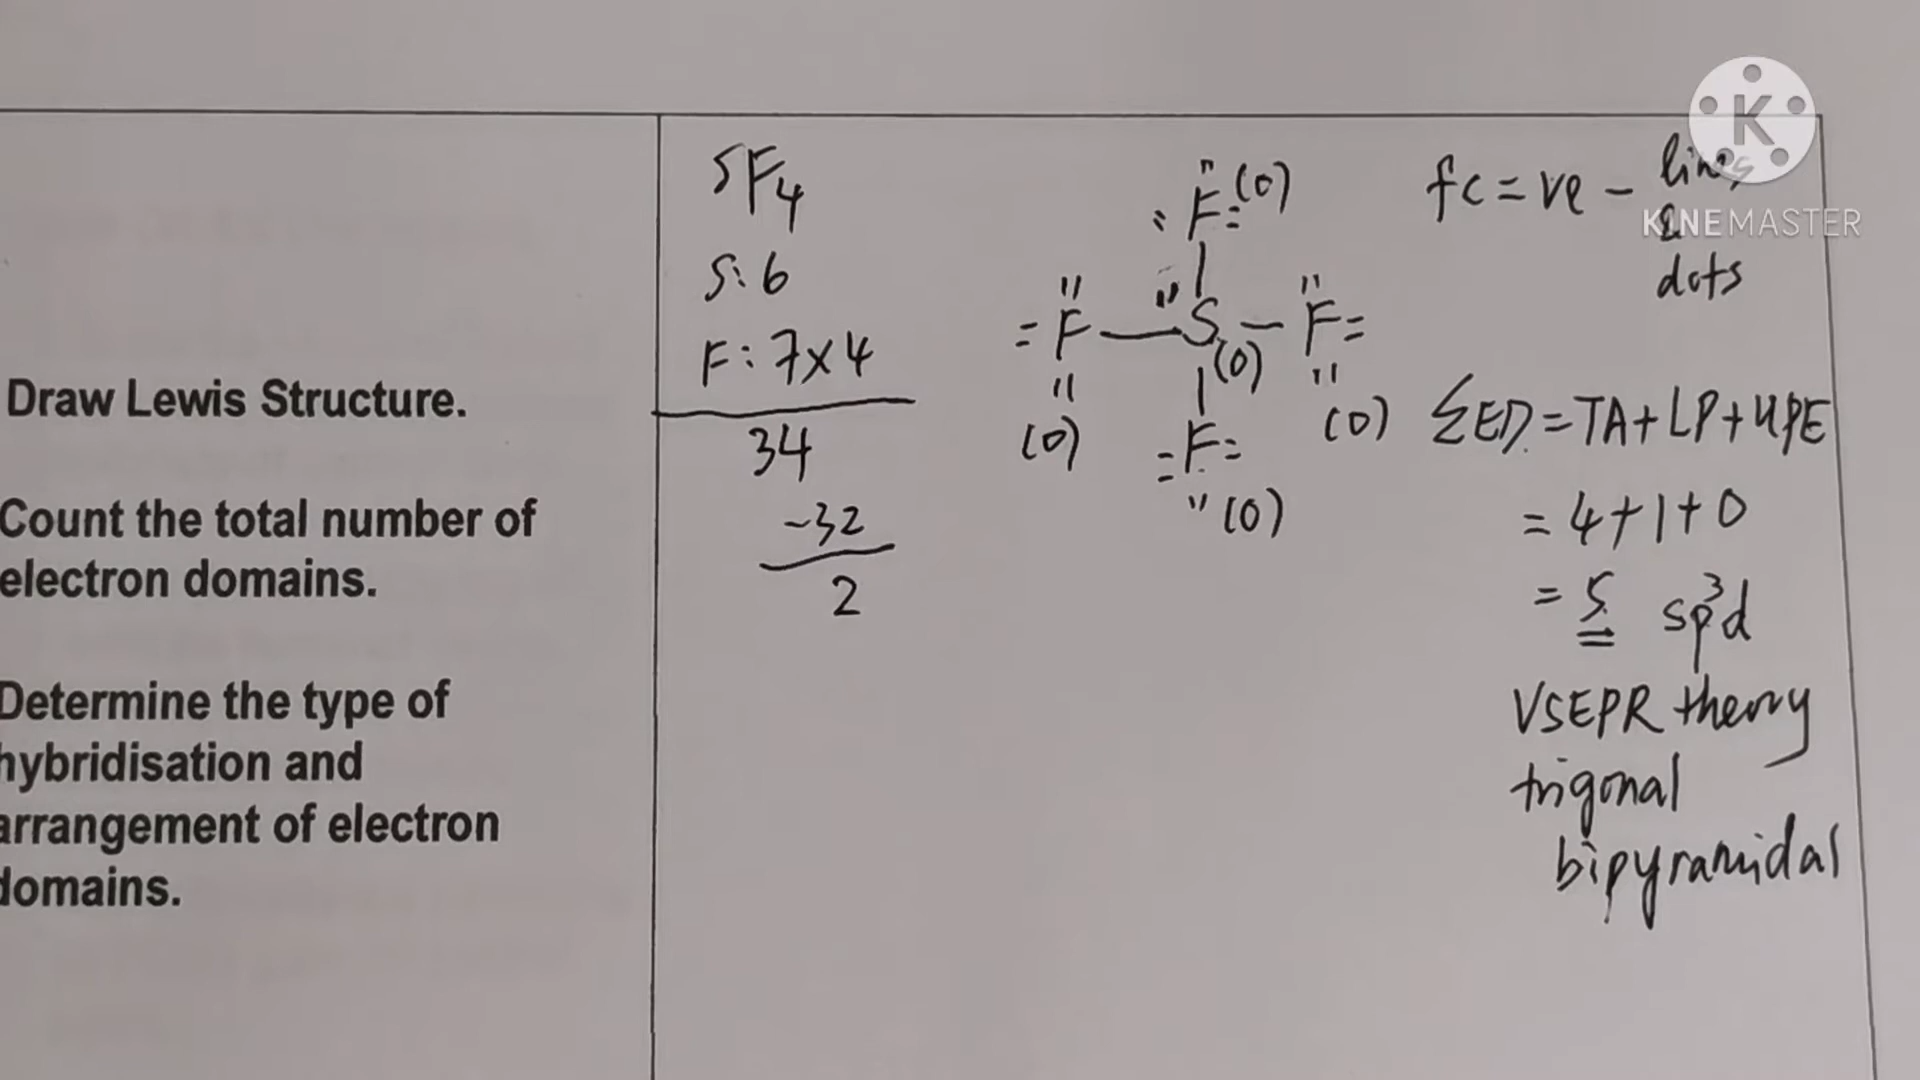 Draw Lewis Structure.
Count the total number of
electron domains.
Determine the type of
hybridisation and
arrangement of electron
domains.
SF₄
S: 6
F: 7×4
34
-32
2
F (0)
F — S — F
(0) (0) (0)
F
(0)
fc = ve - lines
&
dots
ΣED = TA + LP + UPE
= 4 + 1 + 0
= 5 sp³d
VSEPR theory
trigonal
bipyramidal
K
KINEMASTER